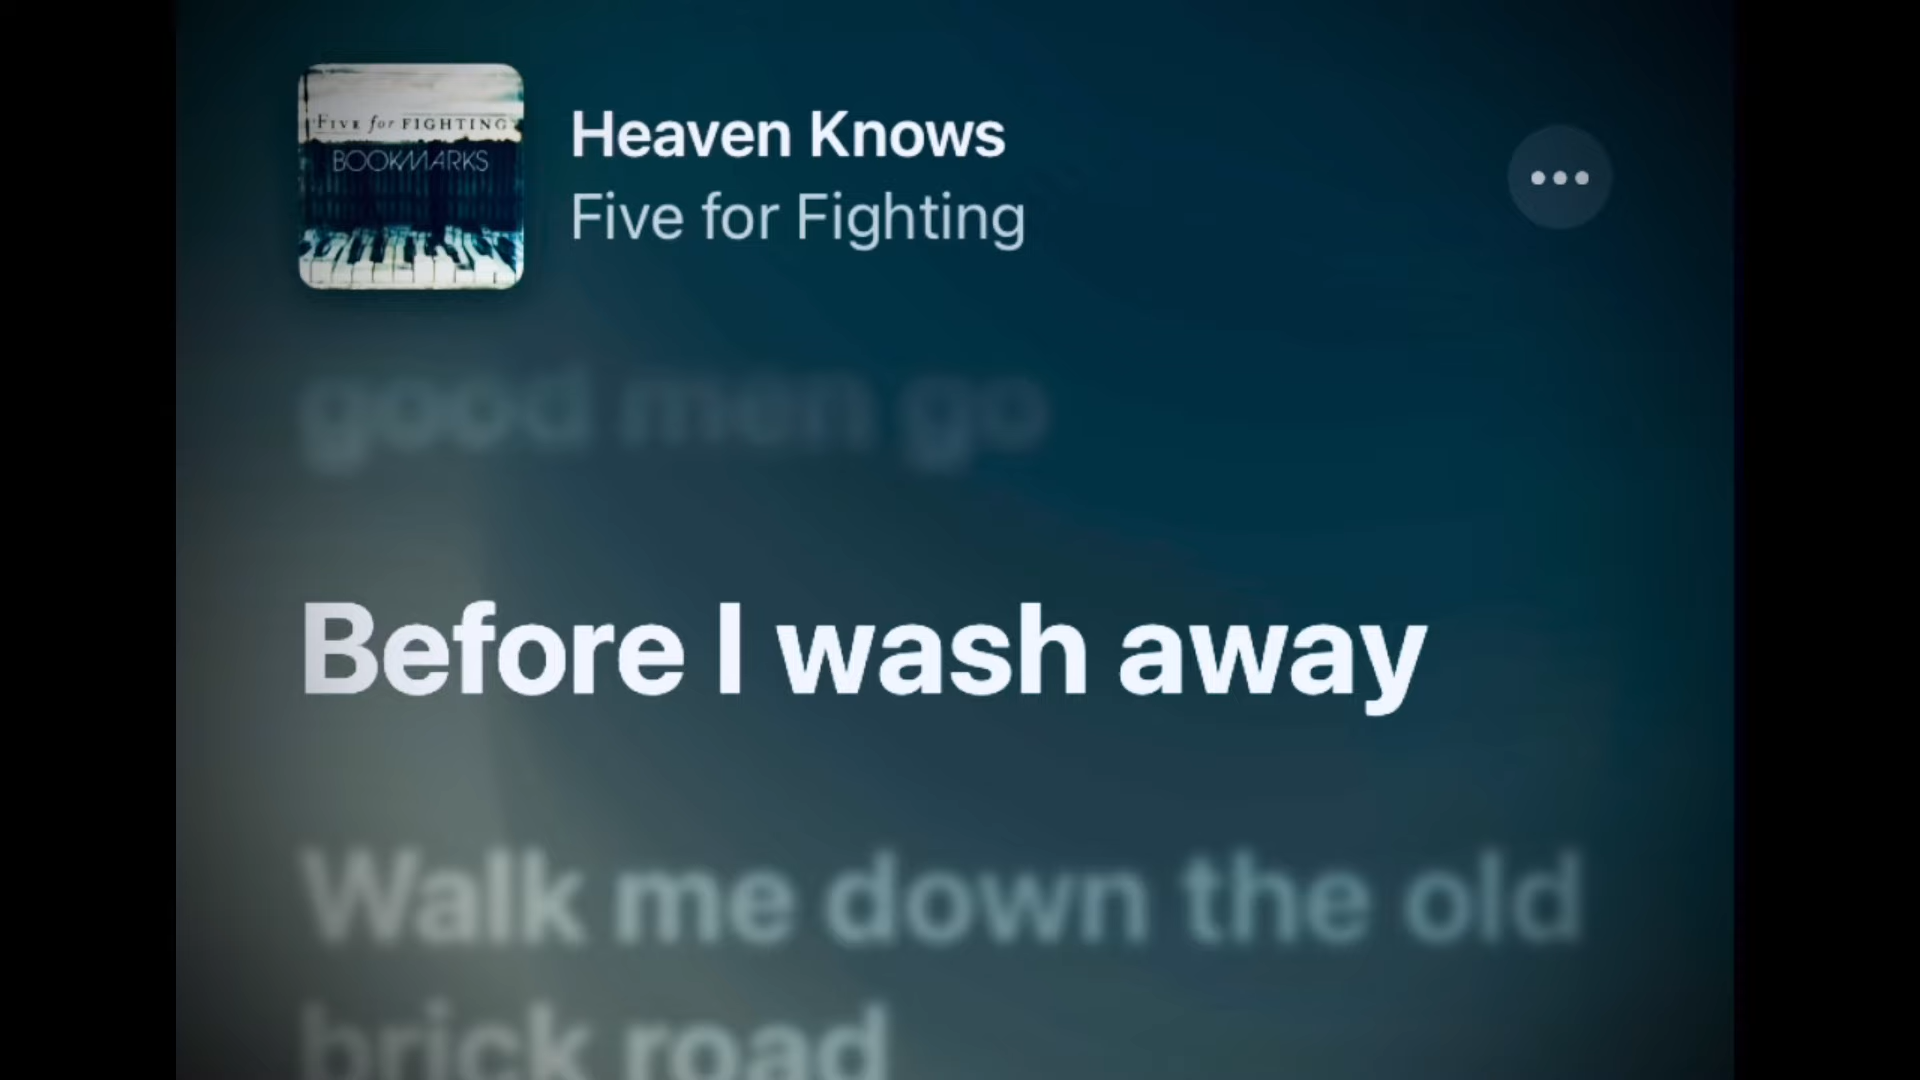 FIVE for FIGHTING
BOOKMARKS
Heaven Knows
Five for Fighting
good men go
Before I wash away
Walk me down the old
brick road